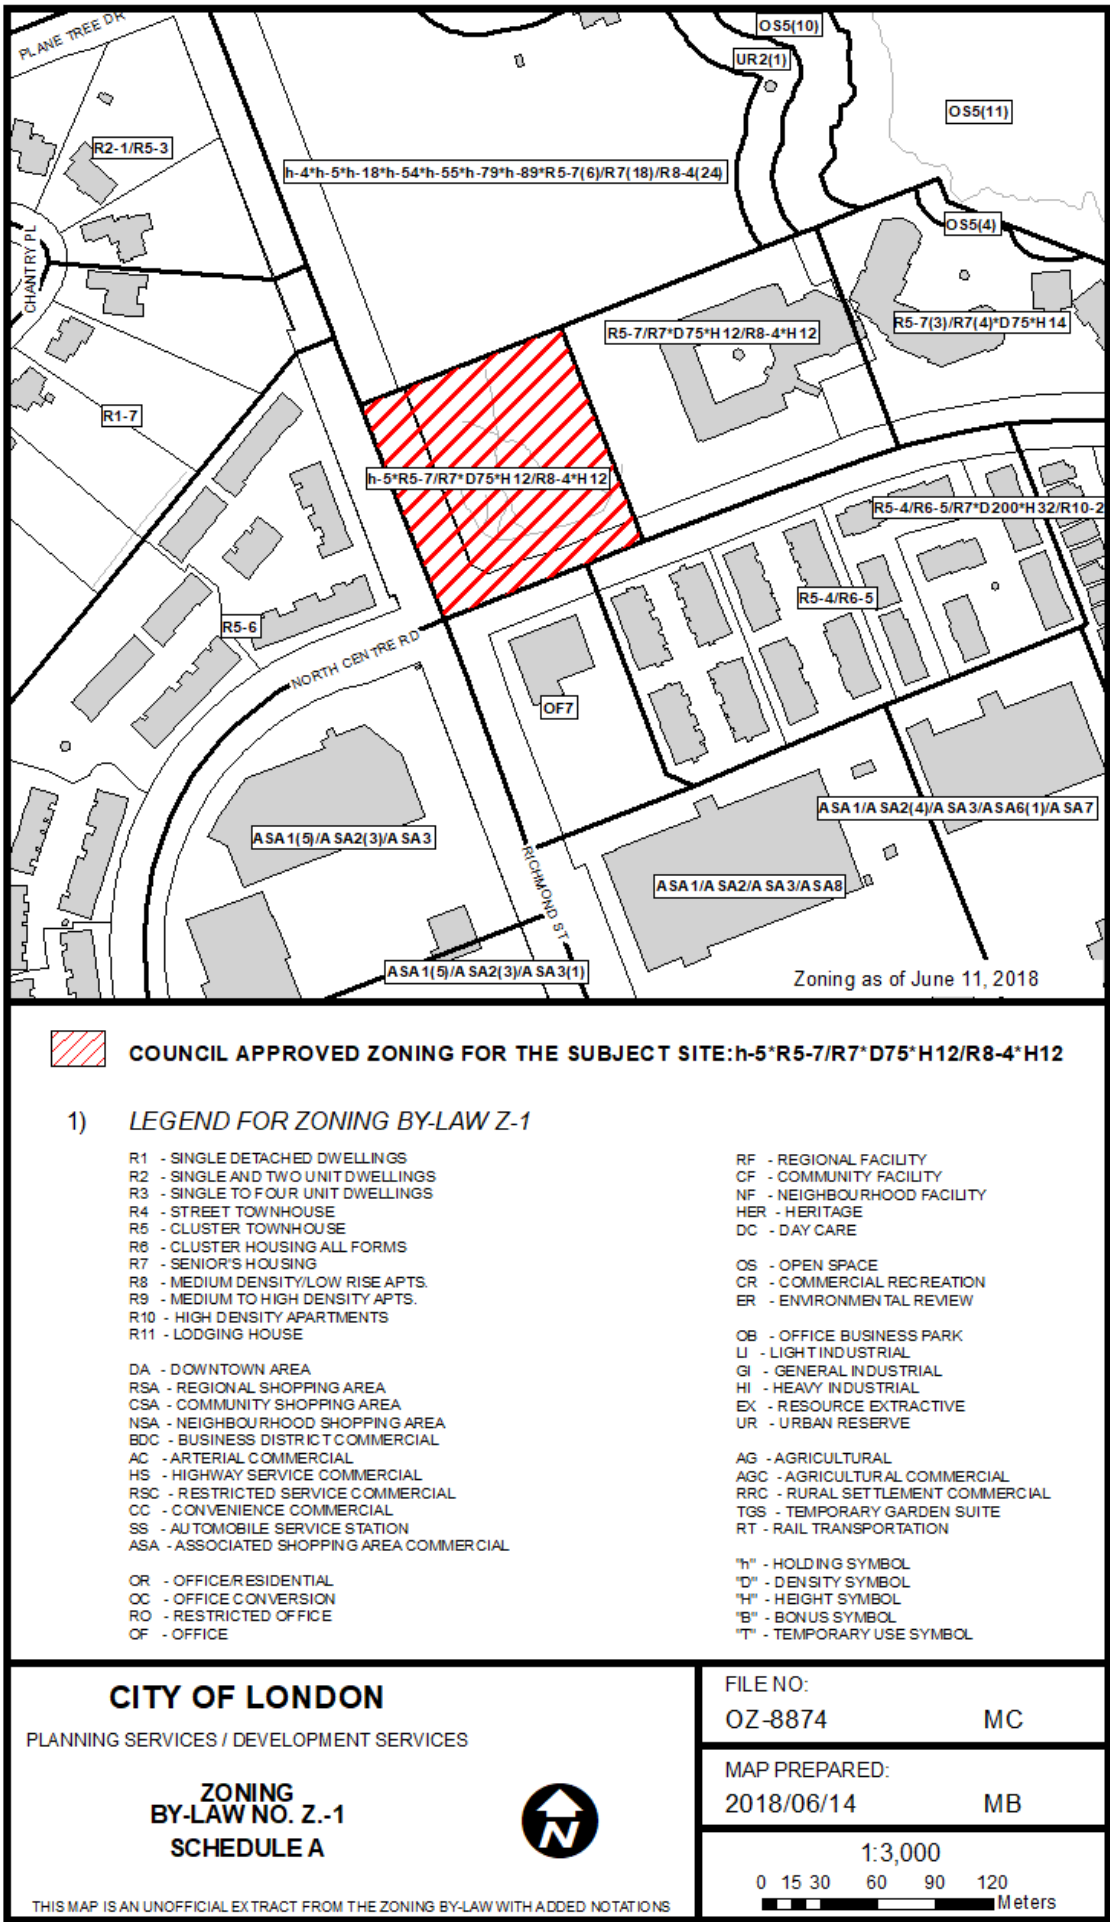 PLANE TREE DR
OS5(10)
UR2(1)
OS5(11)
R2-1/R5-3
h-4*h-5*h-18*h-54*h-55*h-79*h-89*R5-7(6)/R7(18)/R8-4(24)
OS5(4)
CHANTRY PL
R5-7/R7*D75*H12/R8-4*H12
R5-7(3)/R7(4)*D75*H14
R1-7
h-5*R5-7/R7*D75*H12/R8-4*H12
R5-4/R6-5/R7*D200*H32/R10-2
R5-4/R6-5
R5-6
NORTH CENTRE RD
OF7
ASA1/ASA2(4)/ASA3/ASA6(1)/ASA7
ASA1(5)/ASA2(3)/ASA3
RICHMOND ST
ASA1/ASA2/ASA3/ASA8
ASA1(5)/ASA2(3)/ASA3(1)
Zoning as of June 11, 2018
COUNCIL APPROVED ZONING FOR THE SUBJECT SITE:h-5*R5-7/R7*D75*H12/R8-4*H12
1) LEGEND FOR ZONING BY-LAW Z-1
R1 - SINGLE DETACHED DWELLINGS
R2 - SINGLE AND TWO UNIT DWELLINGS
R3 - SINGLE TO FOUR UNIT DWELLINGS
R4 - STREET TOWNHOUSE
R5 - CLUSTER TOWNHOUSE
R6 - CLUSTER HOUSING ALL FORMS
R7 - SENIOR'S HOUSING
R8 - MEDIUM DENSITY/LOW RISE APTS.
R9 - MEDIUM TO HIGH DENSITY APTS.
R10 - HIGH DENSITY APARTMENTS
R11 - LODGING HOUSE
DA - DOWNTOWN AREA
RSA - REGIONAL SHOPPING AREA
CSA - COMMUNITY SHOPPING AREA
NSA - NEIGHBOURHOOD SHOPPING AREA
BDC - BUSINESS DISTRICT COMMERCIAL
AC - ARTERIAL COMMERCIAL
HS - HIGHWAY SERVICE COMMERCIAL
RSC - RESTRICTED SERVICE COMMERCIAL
CC - CONVENIENCE COMMERCIAL
SS - AUTOMOBILE SERVICE STATION
ASA - ASSOCIATED SHOPPING AREA COMMERCIAL
OR - OFFICE/RESIDENTIAL
OC - OFFICE CONVERSION
RO - RESTRICTED OFFICE
OF - OFFICE
RF - REGIONAL FACILITY
CF - COMMUNITY FACILITY
NF - NEIGHBOURHOOD FACILITY
HER - HERITAGE
DC - DAY CARE
OS - OPEN SPACE
CR - COMMERCIAL RECREATION
ER - ENVIRONMENTAL REVIEW
OB - OFFICE BUSINESS PARK
LI - LIGHT INDUSTRIAL
GI - GENERAL INDUSTRIAL
HI - HEAVY INDUSTRIAL
EX - RESOURCE EXTRACTIVE
UR - URBAN RESERVE
AG - AGRICULTURAL
AGC - AGRICULTURAL COMMERCIAL
RRC - RURAL SETTLEMENT COMMERCIAL
TGS - TEMPORARY GARDEN SUITE
RT - RAIL TRANSPORTATION
"h" - HOLDING SYMBOL
"D" - DENSITY SYMBOL
"H" - HEIGHT SYMBOL
"B" - BONUS SYMBOL
"T" - TEMPORARY USE SYMBOL
CITY OF LONDON
PLANNING SERVICES / DEVELOPMENT SERVICES
ZONING
BY-LAW NO. Z.-1
SCHEDULE A
N
THIS MAP IS AN UNOFFICIAL EXTRACT FROM THE ZONING BY-LAW WITH ADDED NOTATIONS
FILE NO:
OZ-8874 MC
MAP PREPARED:
2018/06/14 MB
1:3,000
0 15 30 60 90 120
Meters